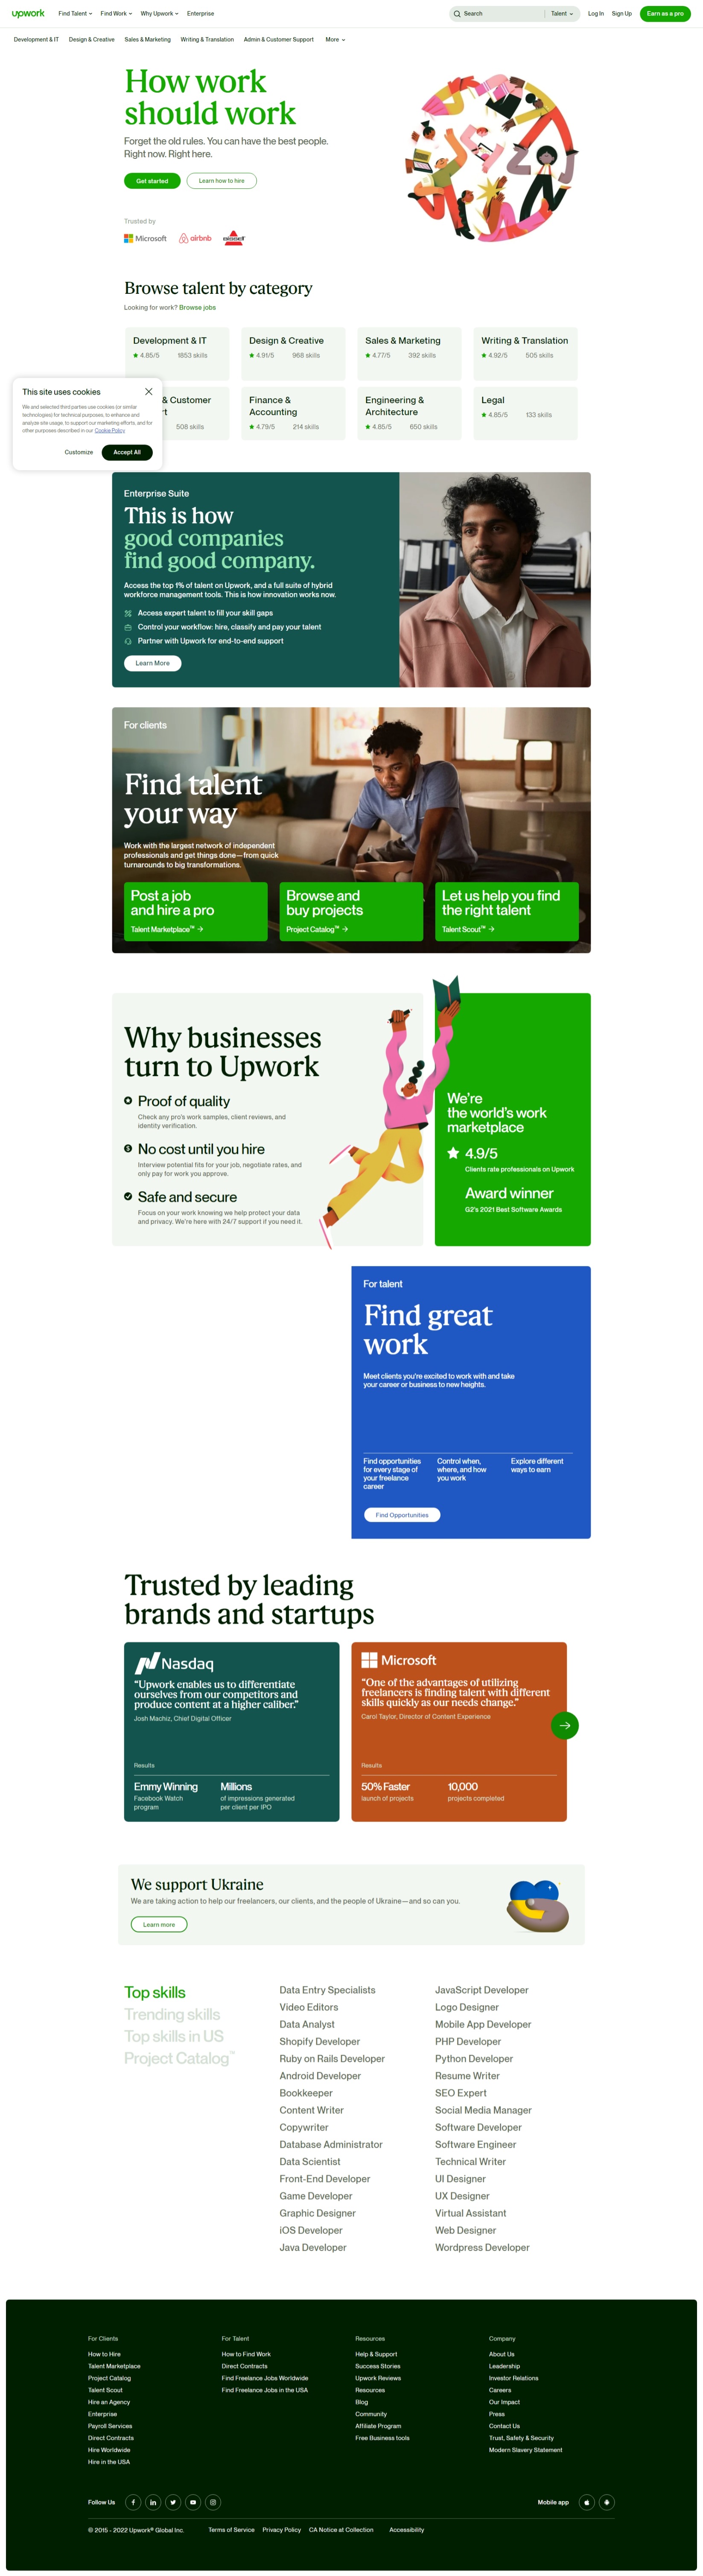 upwork
Find Talent
Find Work
Why Upwork
Enterprise
Search
Talent
Log In
Sign Up
Earn as a pro
Development & IT
Design & Creative
Sales & Marketing
Writing & Translation
Admin & Customer Support
More
How work
should work
Forget the old rules. You can have the best people.
Right now. Right here.
Get started
Learn how to hire
Trusted by
Microsoft
airbnb
Browse talent by category
Looking for work? Browse jobs
Development & IT
4.85/5
1853 skills
Design & Creative
4.91/5
968 skills
Sales & Marketing
4.77/5
392 skills
Writing & Translation
4.92/5
505 skills
& Customer
rt
508 skills
Finance &
Accounting
4.79/5
214 skills
Engineering &
Architecture
4.85/5
650 skills
Legal
4.85/5
133 skills
This site uses cookies
We and selected third parties use cookies (or similar
technologies) for technical purposes, to enhance and
analyze site usage, to support our marketing efforts, and for
other purposes described in our Cookie Policy
Customize
Accept All
Enterprise Suite
This is how
good companies
find good company.
Access the top 1% of talent on Upwork, and a full suite of hybrid
workforce management tools. This is how innovation works now.
Access expert talent to fill your skill gaps
Control your workflow: hire, classify and pay your talent
Partner with Upwork for end-to-end support
Learn More
For clients
Find talent
your way
Work with the largest network of independent
professionals and get things done—from quick
turnarounds to big transformations.
Post a job
and hire a pro
Talent Marketplace™
Browse and
buy projects
Project Catalog™
Let us help you find
the right talent
Talent Scout™
Why businesses
turn to Upwork
Proof of quality
Check any pro's work samples, client reviews, and
identity verification.
No cost until you hire
Interview potential fits for your job, negotiate rates, and
only pay for work you approve.
Safe and secure
Focus on your work knowing we help protect your data
and privacy. We're here with 24/7 support if you need it.
We're
the world's work
marketplace
4.9/5
Clients rate professionals on Upwork
Award winner
G2's 2021 Best Software Awards
For talent
Find great
work
Meet clients you're excited to work with and take
your career or business to new heights.
Find opportunities
for every stage of
your freelance
career
Control when,
where, and how
you work
Explore different
ways to earn
Find Opportunities
Trusted by leading
brands and startups
Nasdaq
"Upwork enables us to differentiate
ourselves from our competitors and
produce content at a higher caliber."
Josh Machiz, Chief Digital Officer
Results
Emmy Winning
Facebook Watch
program
Millions
of impressions generated
per client per IPO
Microsoft
"One of the advantages of utilizing
freelancers is finding talent with different
skills quickly as our needs change."
Carol Taylor, Director of Content Experience
Results
50% Faster
launch of projects
10,000
projects completed
We support Ukraine
We are taking action to help our freelancers, our clients, and the people of Ukraine—and so can you.
Learn more
Top skills
Trending skills
Top skills in US
Project Catalog™
Data Entry Specialists
Video Editors
Data Analyst
Shopify Developer
Ruby on Rails Developer
Android Developer
Bookkeeper
Content Writer
Copywriter
Database Administrator
Data Scientist
Front-End Developer
Game Developer
Graphic Designer
iOS Developer
Java Developer
JavaScript Developer
Logo Designer
Mobile App Developer
PHP Developer
Python Developer
Resume Writer
SEO Expert
Social Media Manager
Software Developer
Software Engineer
Technical Writer
UI Designer
UX Designer
Virtual Assistant
Web Designer
Wordpress Developer
For Clients
How to Hire
Talent Marketplace
Project Catalog
Talent Scout
Hire an Agency
Enterprise
Payroll Services
Direct Contracts
Hire Worldwide
Hire in the USA
For Talent
How to Find Work
Direct Contracts
Find Freelance Jobs Worldwide
Find Freelance Jobs in the USA
Resources
Help & Support
Success Stories
Upwork Reviews
Resources
Blog
Community
Affiliate Program
Free Business tools
Company
About Us
Leadership
Investor Relations
Careers
Our Impact
Press
Contact Us
Trust, Safety & Security
Modern Slavery Statement
Follow Us
Mobile app
© 2015 - 2022 Upwork® Global Inc.
Terms of Service
Privacy Policy
CA Notice at Collection
Accessibility